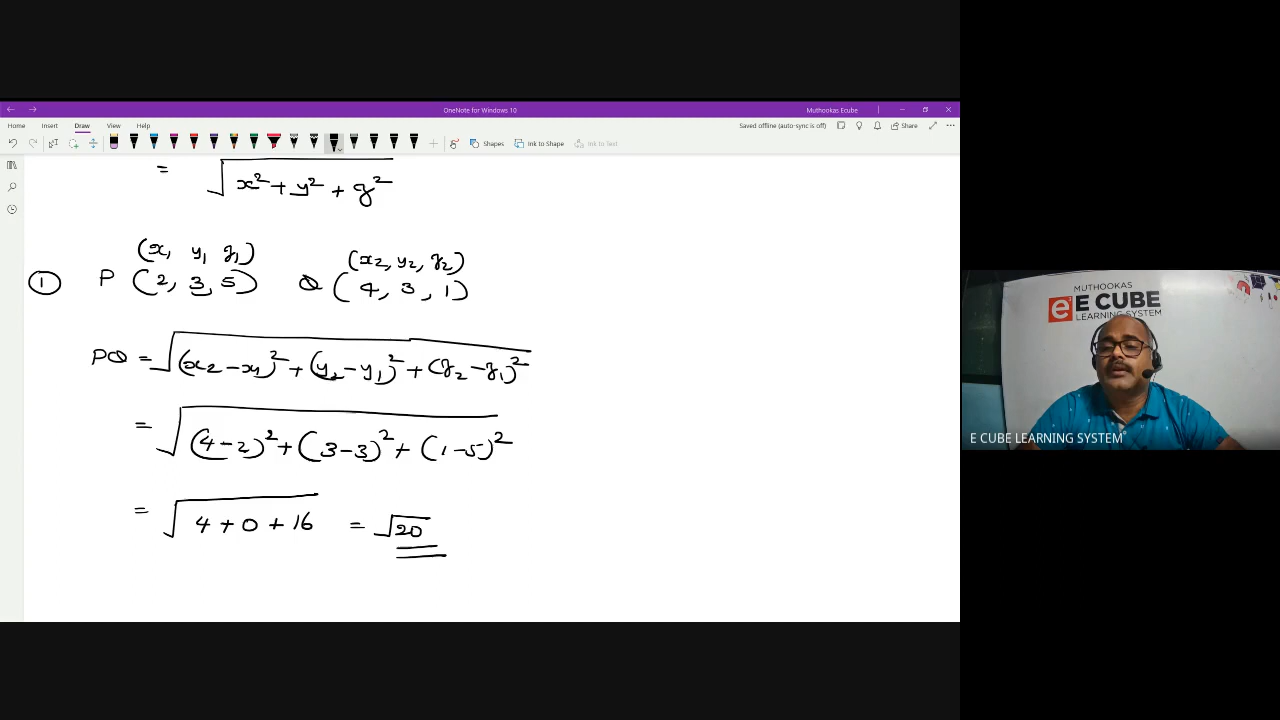 OneNote for Windows 10
Muthookas Ecube
Home Insert Draw View Help
Saved offline (auto-sync is off)
Share
Shapes
Ink to Shape
Ink to Text
= √(x² + y² + z²)
(x₁ y₁ z₁) (x₂, y₂, z₂)
① P (2, 3, 5) Q (4, 3, 1)
PQ = √((x₂ - x₁)² + (y₂ - y₁)² + (z₂ - z₁)²)
= √((4-2)² + (3-3)² + (1-5)²)
= √(4 + 0 + 16) = √20
MUTHOOKAS
e E CUBE
LEARNING SYSTEM
E CUBE LEARNING SYSTEM